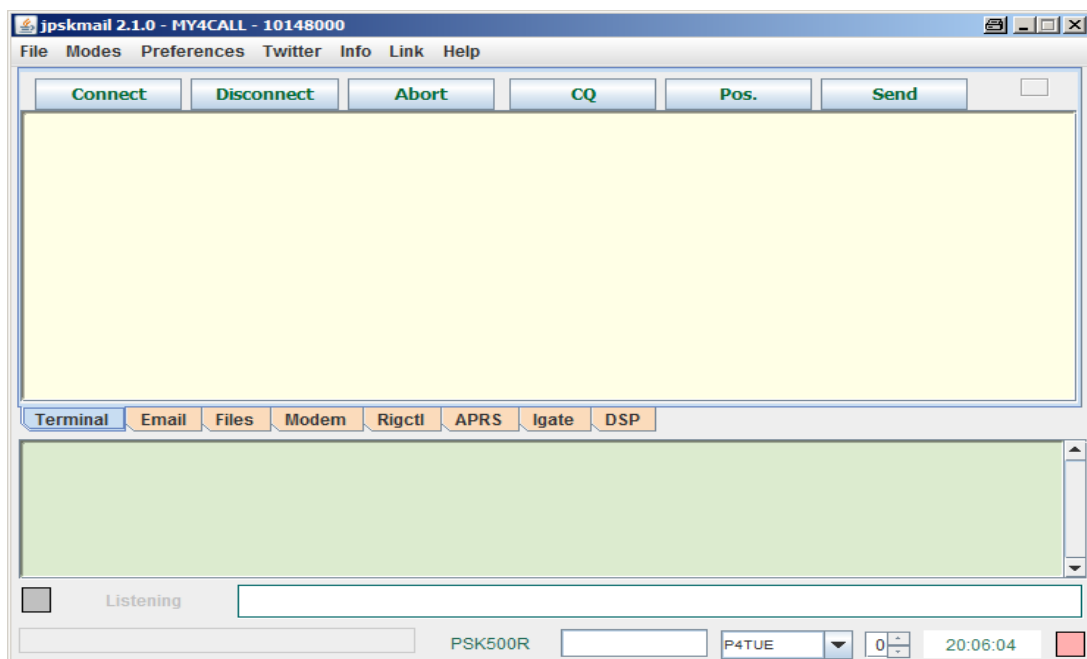 jpskmail 2.1.0 - MY4CALL - 10148000
File Modes Preferences Twitter Info Link Help
Connect Disconnect Abort CQ Pos. Send
Terminal Email Files Modem Rigctl APRS Igate DSP
Listening
PSK500R P4TUE 0 20:06:04